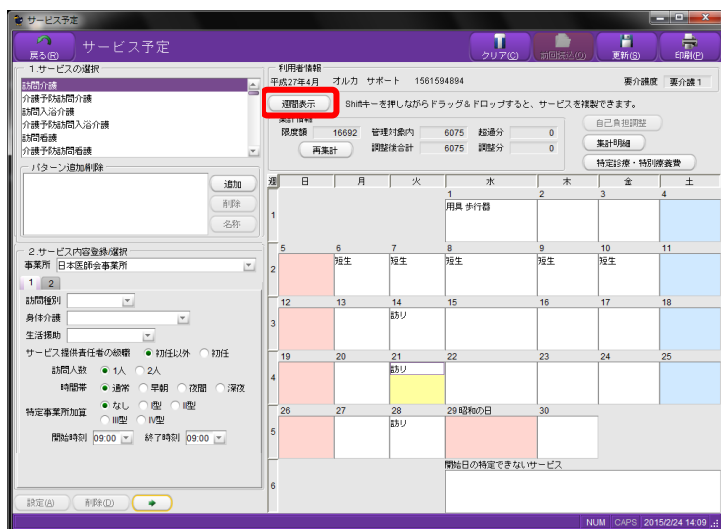 サービス予定
戻る(R)
サービス予定
クリア(C)
前回読込(O)
更新(S)
印刷(P)
1.サービスの選択
訪問介護
介護予防訪問介護
訪問入浴介護
介護予防訪問入浴介護
訪問看護
介護予防訪問看護
パターン追加削除
追加
削除
名称
2.サービス内容登録/選択
事業所 日本医師会事業所
1 2
訪問種別
身体介護
生活援助
サービス提供責任者の級職 初任以外 初任
訪問人数 1人 2人
時間帯 通常 早朝 夜間 深夜
特定事業所加算 なし I型 II型
III型 IV型
開始時刻 09:00 終了時刻 09:00
設定(A) 削除(D)
利用者情報
平成27年4月 オルカ サポート 1561594894 要介護度 要介護1
週間表示 Shiftキーを押しながらドラッグ&ドロップすると、サービスを複製できます。
集計情報
限度額 16692 管理対象内 6075 超過分 0
再集計 調整後合計 6075 調整分 0
自己負担調整
集計明細
特定診療・特別療養費
週 日 月 火 水 木 金 土
1 2 3 4
1 用具 歩行器
5 6 7 8 9 10 11
2 短生 短生 短生 短生 短生
12 13 14 15 16 17 18
3 訪リ
19 20 21 22 23 24 25
4 訪リ
26 27 28 29 昭和の日 30
5 訪リ
開始日の特定できないサービス
6
NUM CAPS 2015/2/24 14:09